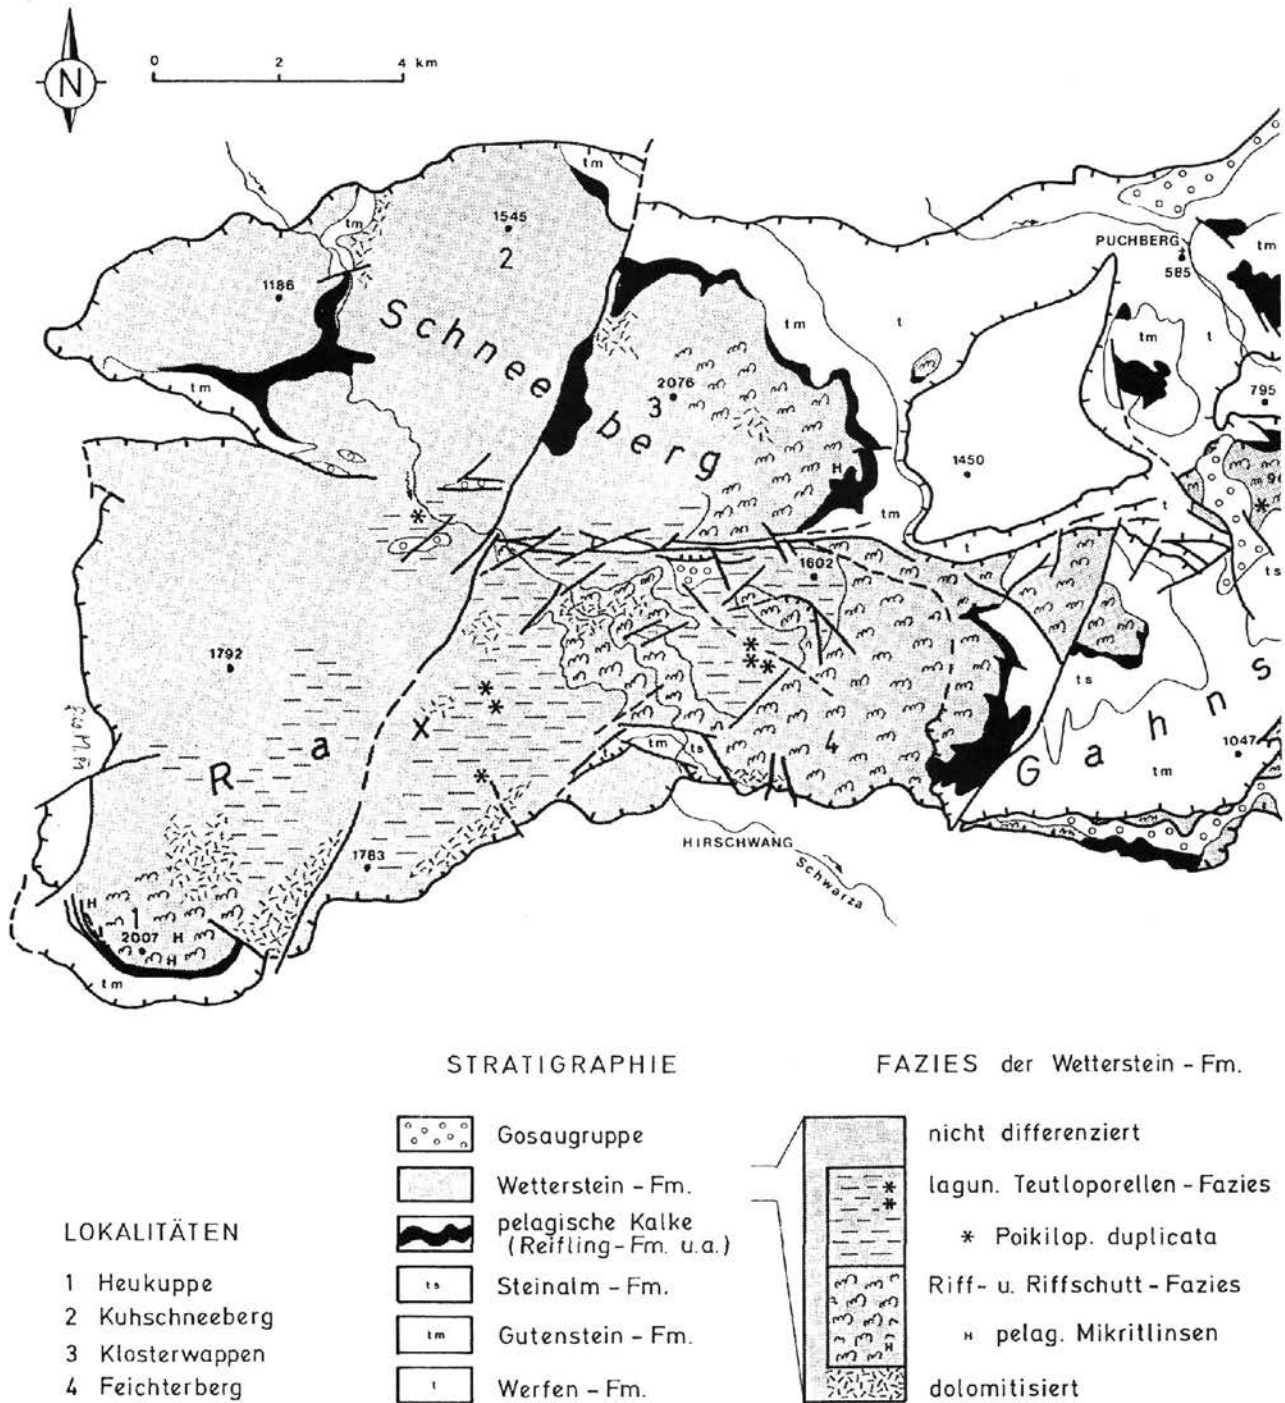 N
0 2 4 km
tm
1545
2
tm
PUCHBERG
585
tm
1186
Schneeberg
tm
t
tm
t
tm
2076
3
795
H
1450
tm
t
t
1602
ts
1792
ts
Gahns
1047
tm
Rax
4
tm
ts
HIRSCHWANG
Schwarza
1783
H
1
2007
H
H
tm
STRATIGRAPHIE
FAZIES der Wetterstein - Fm.
Gosaugruppe
nicht differenziert
Wetterstein - Fm.
lagun. Teutloporellen - Fazies
pelagische Kalke
(Reifling-Fm. u.a.)
* Poikilop. duplicata
LOKALITÄTEN
ts Steinalm - Fm.
Riff- u. Riffschutt - Fazies
1 Heukuppe
H pelag. Mikritlinsen
2 Kuhschneeberg
tm Gutenstein - Fm.
3 Klosterwappen
4 Feichterberg
t Werfen - Fm.
dolomitisiert